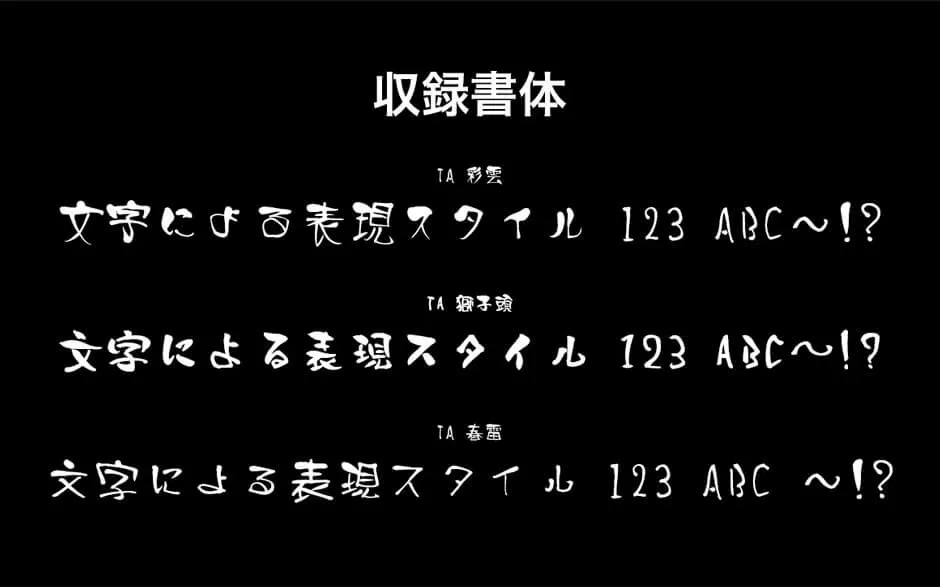 収録書体
TA 彩雲
文字による表現スタイル 123 ABC～!?
TA 獅子頭
文字による表現スタイル 123 ABC～!?
TA 春雷
文字による表現スタイル 123 ABC ～!?